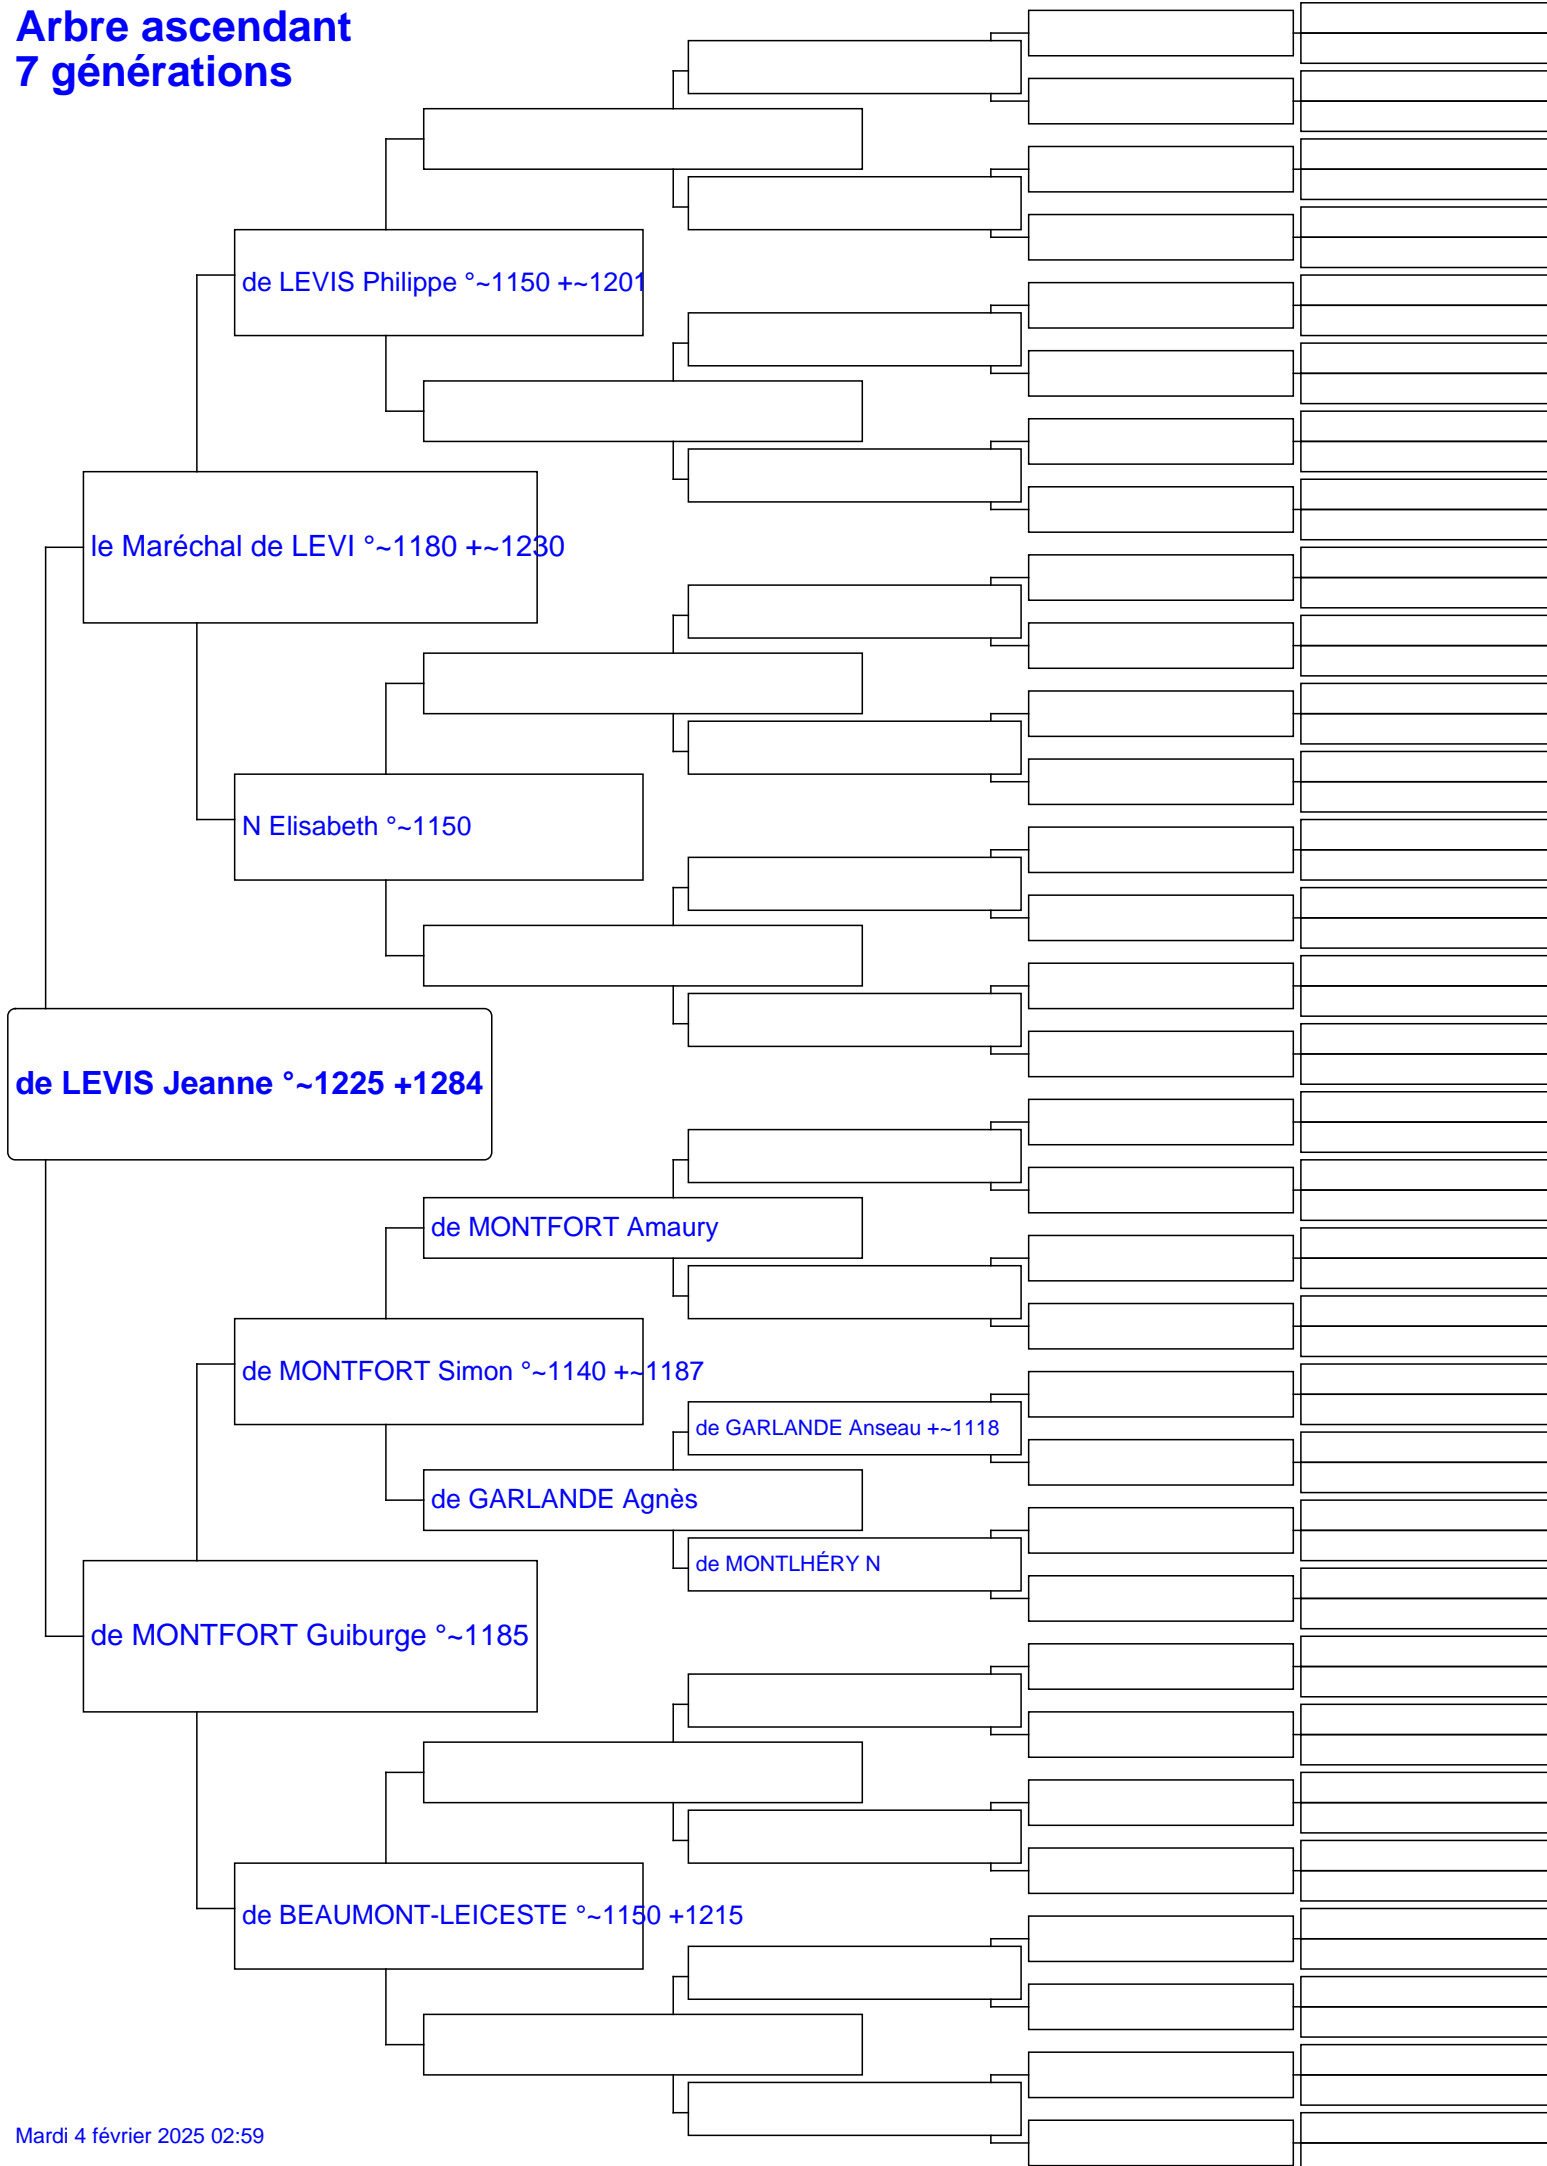 Arbre ascendant
7 générations
de LEVIS Philippe °~1150 +~1201
le Maréchal de LEVI °~1180 +~1230
N Elisabeth °~1150
de LEVIS Jeanne °~1225 +1284
de MONTFORT Amaury
de MONTFORT Simon °~1140 +~1187
de GARLANDE Anseau +~1118
de GARLANDE Agnès
de MONTLHÉRY N
de MONTFORT Guiburge °~1185
de BEAUMONT-LEICESTE °~1150 +1215
Mardi 4 février 2025 02:59